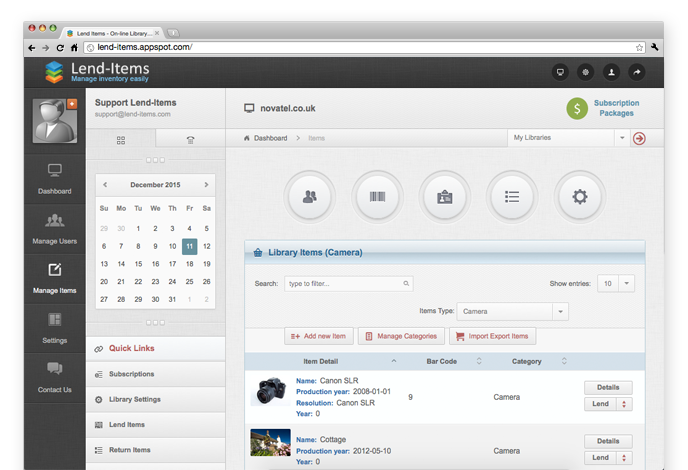 Lend Items - On-line Library...
lend-items.appspot.com/
Lend-Items
Manage inventory easily
Dashboard
Manage Users
Manage Items
Settings
Contact Us
Support Lend-Items
support@lend-items.com
December 2015
Su Mo Tu We Th Fr Sa
29 30 1 2 3 4 5
6 7 8 9 10 11 12
13 14 15 16 17 18 19
20 21 22 23 24 25 26
27 28 29 30 31 1 2
Quick Links
Subscriptions
Library Settings
Lend Items
Return Items
novatel.co.uk
$
Subscription
Packages
Dashboard > Items
My Libraries
Library Items (Camera)
Search: type to filter...
Show entries: 10
Items Type: Camera
Add new item
Manage Categories
Import Export Items
Item Detail Bar Code Category
Name: Canon SLR
Production year: 2008-01-01
Resolution: Canon SLR
Year: 0
9
Camera
Details
Lend
Name: Cottage
Production year: 2012-05-10
Year: 0
Camera
Details
Lend